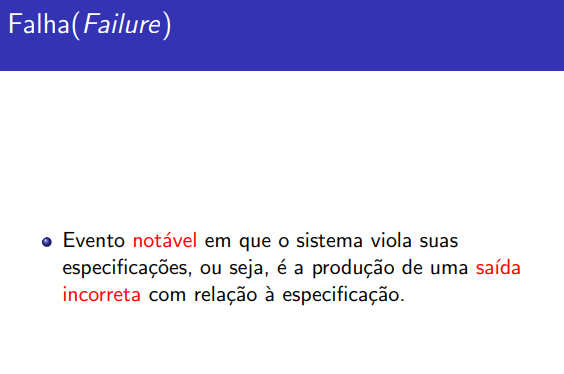 Falha(Failure)
Evento notável em que o sistema viola suas
especificações, ou seja, é a produção de uma saída
incorreta com relação à especificação.